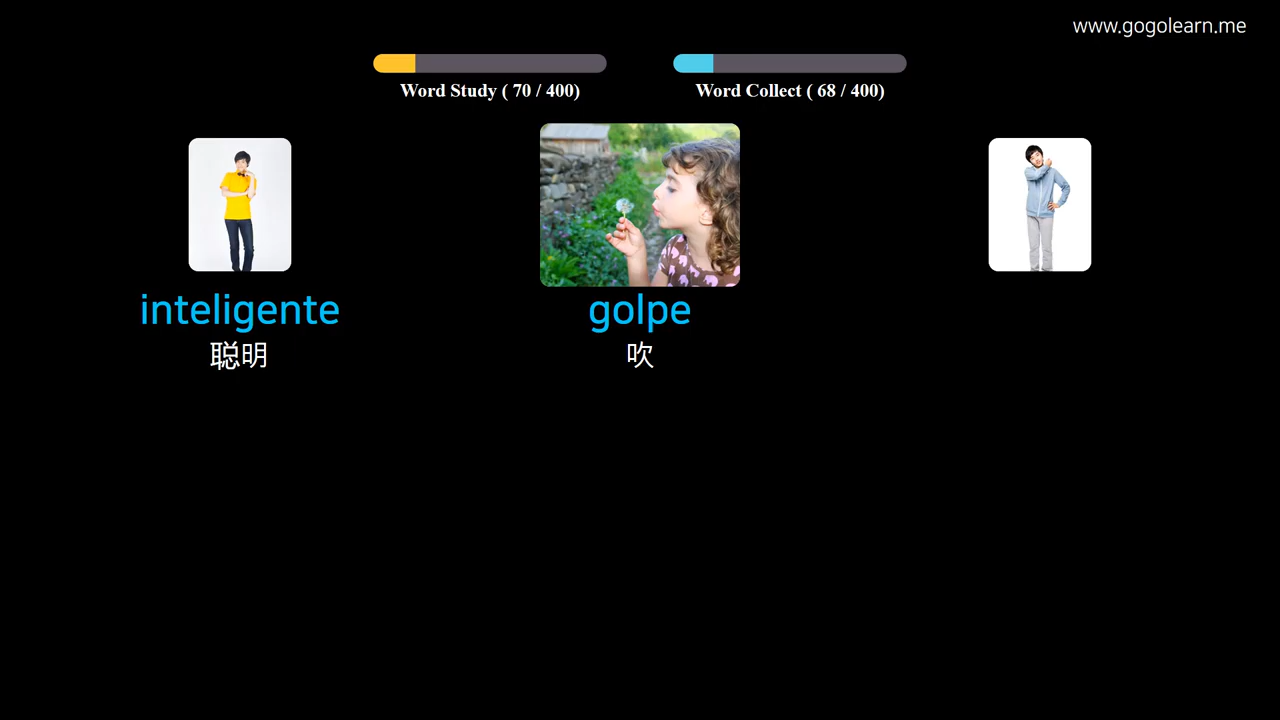 www.gogolearn.me
Word Study ( 70 / 400)
Word Collect ( 68 / 400)
inteligente
聪明
golpe
吹